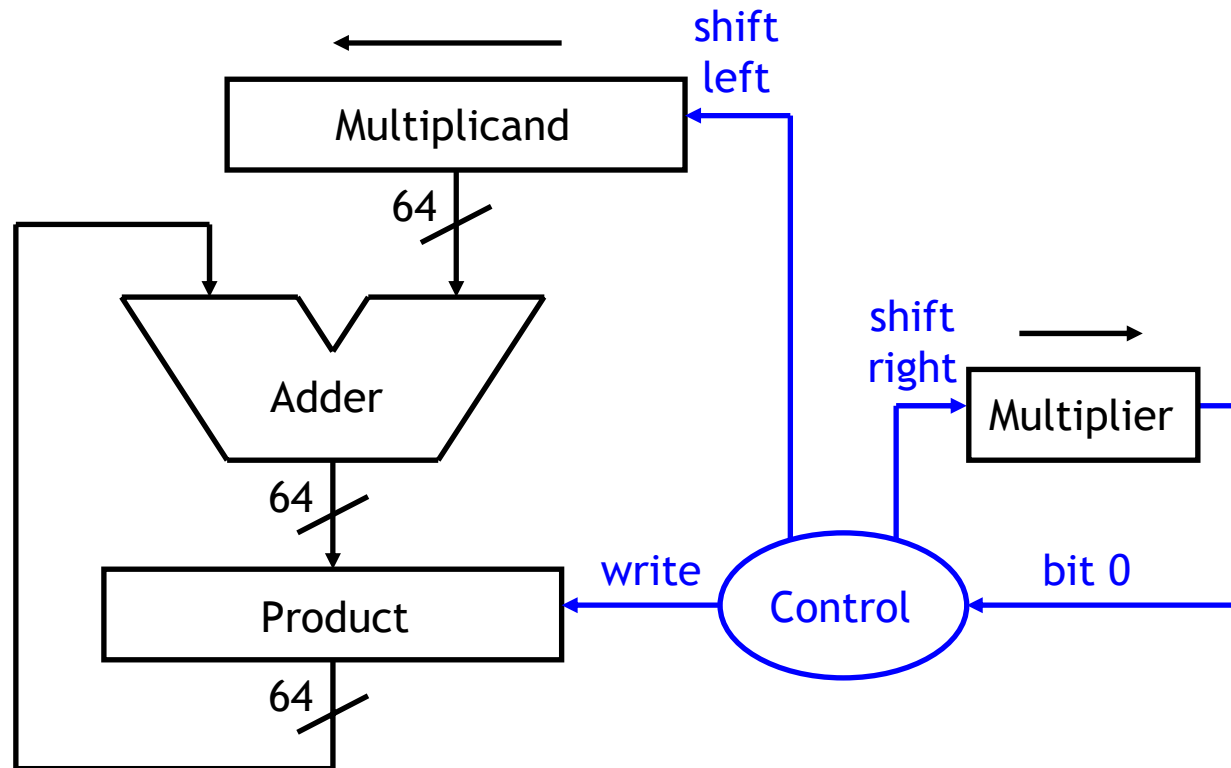 shift
left
Multiplicand
64
shift
right
Adder
Multiplier
64
write
bit 0
Control
Product
64